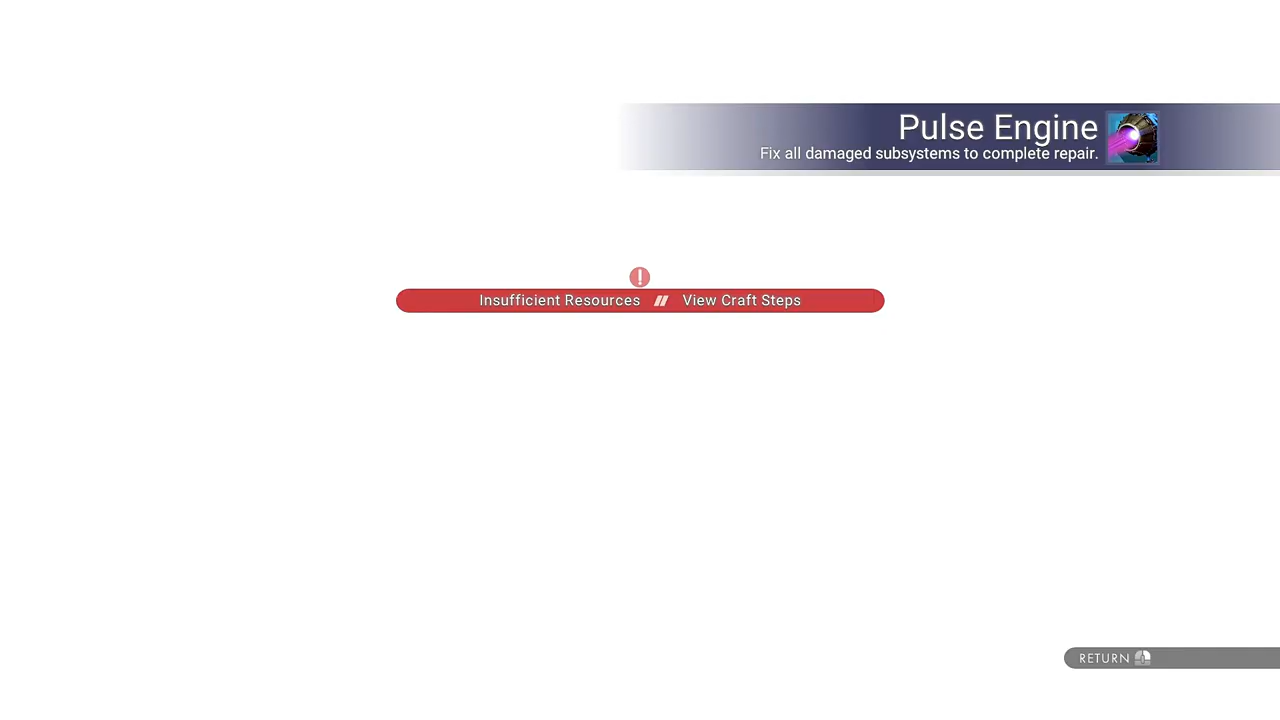 Pulse Engine
Fix all damaged subsystems to complete repair.
Insufficient Resources // View Craft Steps
RETURN